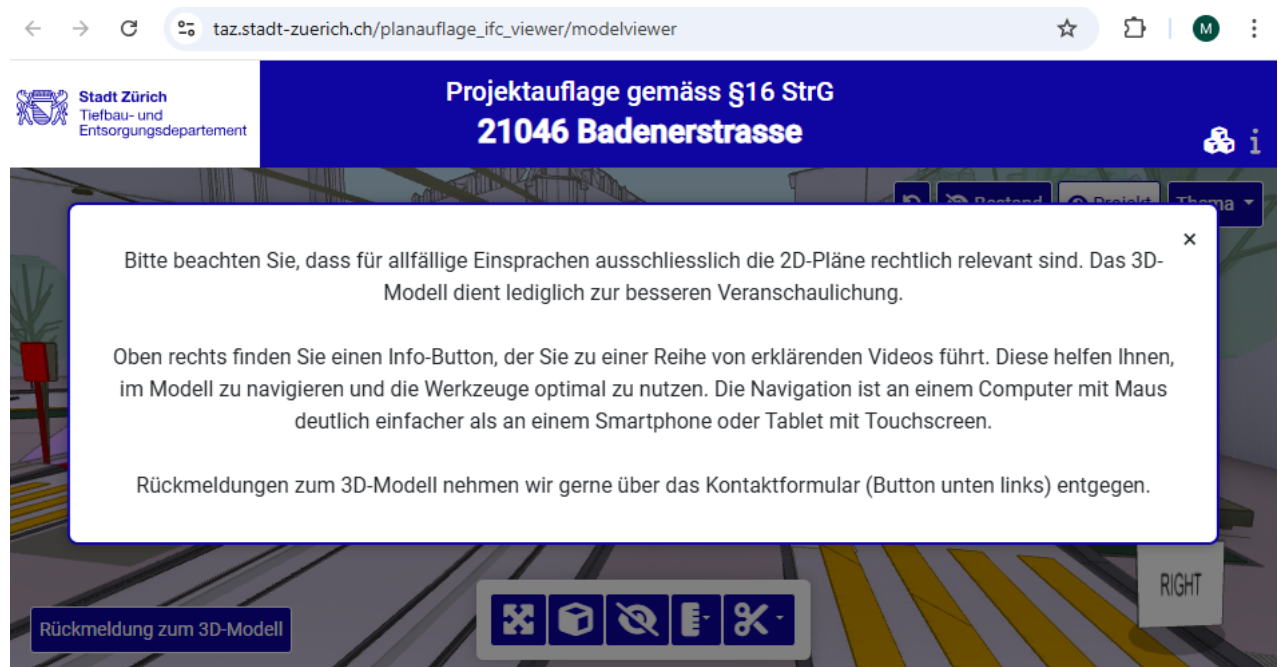 taz.stadt-zuerich.ch/planauflage_ifc_viewer/modelviewer
M
Stadt Zürich
Tiefbau- und
Entsorgungsdepartement
Projektauflage gemäss §16 StrG
21046 Badenerstrasse
i
Bestand
Projekt
Thema
×
Bitte beachten Sie, dass für allfällige Einsprachen ausschliesslich die 2D-Pläne rechtlich relevant sind. Das 3D-
Modell dient lediglich zur besseren Veranschaulichung.
Oben rechts finden Sie einen Info-Button, der Sie zu einer Reihe von erklärenden Videos führt. Diese helfen Ihnen,
im Modell zu navigieren und die Werkzeuge optimal zu nutzen. Die Navigation ist an einem Computer mit Maus
deutlich einfacher als an einem Smartphone oder Tablet mit Touchscreen.
Rückmeldungen zum 3D-Modell nehmen wir gerne über das Kontaktformular (Button unten links) entgegen.
RIGHT
Rückmeldung zum 3D-Modell